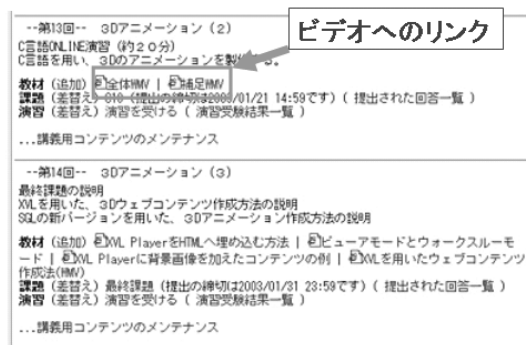 ビデオへのリンク
--第13回-- 3Dアニメーション(2)
C言語ONLINE演習(約20分)
C言語を用い、3Dのアニメーションを製作する。
教材(追加) 全体HMV | 補足HMV
課題(差替え) (提出の締切は2003/01/21 14:59です)( 提出された回答一覧 )
演習(差替え) 演習を受ける( 演習受験結果一覧 )
...講義用コンテンツのメンテナンス
--第14回-- 3Dアニメーション(3)
最終課題の説明
XVLを用いた、3Dウェブコンテンツ作成方法の説明
SGLの新バージョンを用いた、3Dアニメーション作成方法の説明
教材(追加) XVL PlayerをHTMLへ埋め込む方法 | ビューアモードとウォークスルーモ
ード | XVL Playerに背景画像を加えたコンテンツの例 | XVLを用いたウェブコンテンツ
作成法(HMV)
課題(差替え) 最終課題(提出の締切は2003/01/31 23:59です)( 提出された回答一覧 )
演習(差替え) 演習を受ける( 演習受験結果一覧 )
...講義用コンテンツのメンテナンス